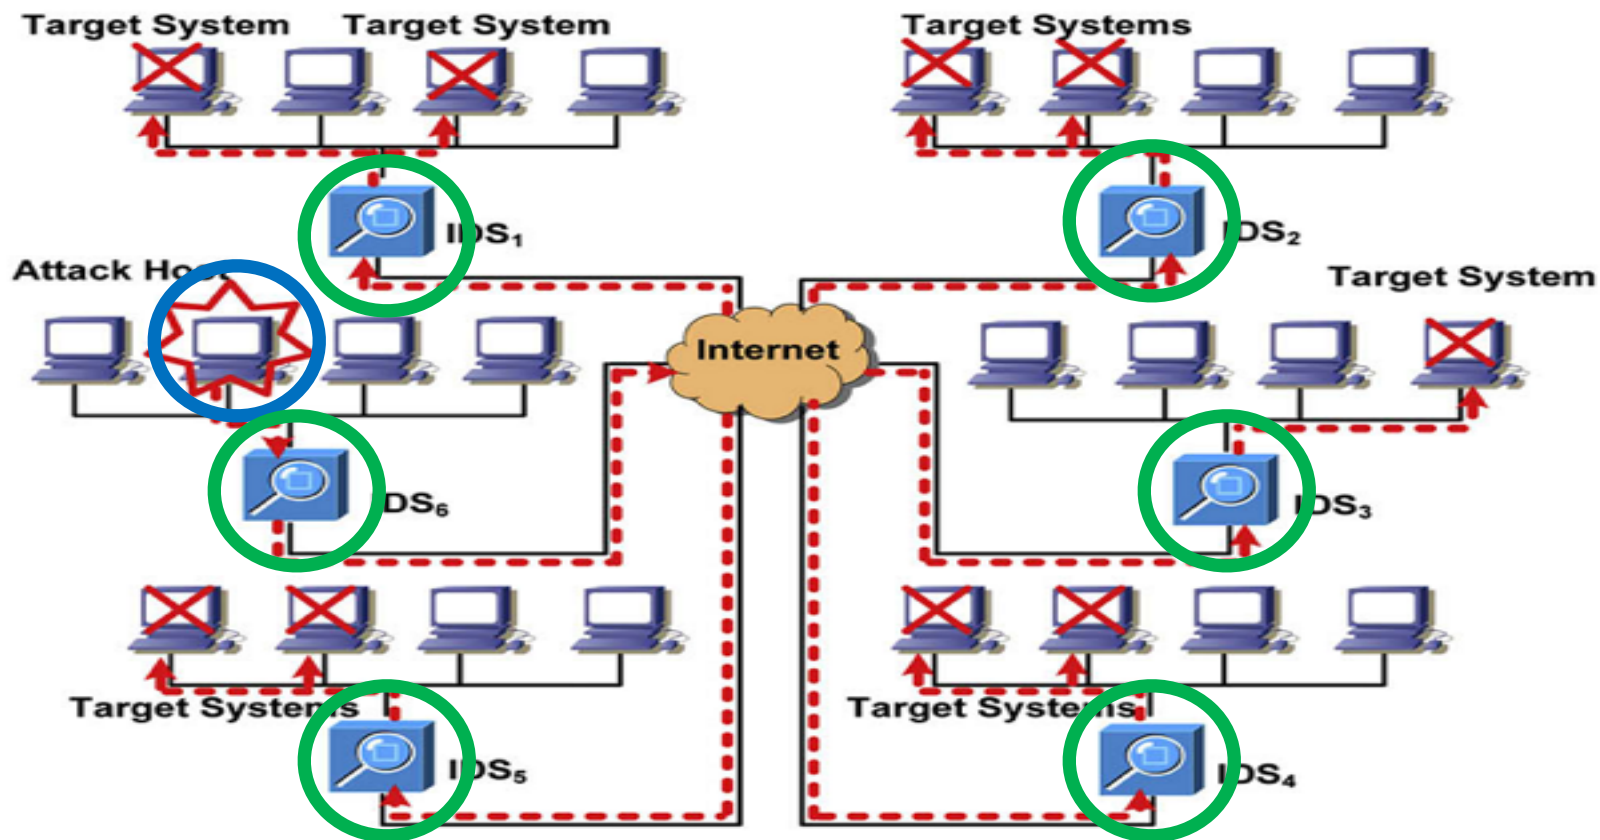 Target System
Target System
Target Systems
IDS₁
IDS₂
Attack Host
Target System
Internet
IDS₆
IDS₃
Target Systems
Target Systems
IDS₅
IDS₄